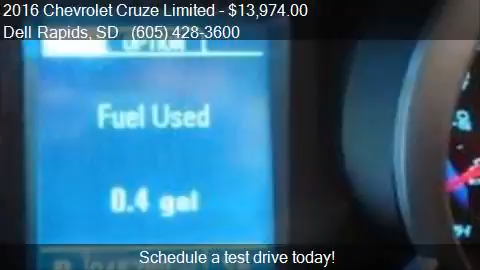 2016 Chevrolet Cruze Limited - $13,974.00
Dell Rapids, SD (605) 428-3600
OPTION
Fuel Used
0.4 gal
Schedule a test drive today!